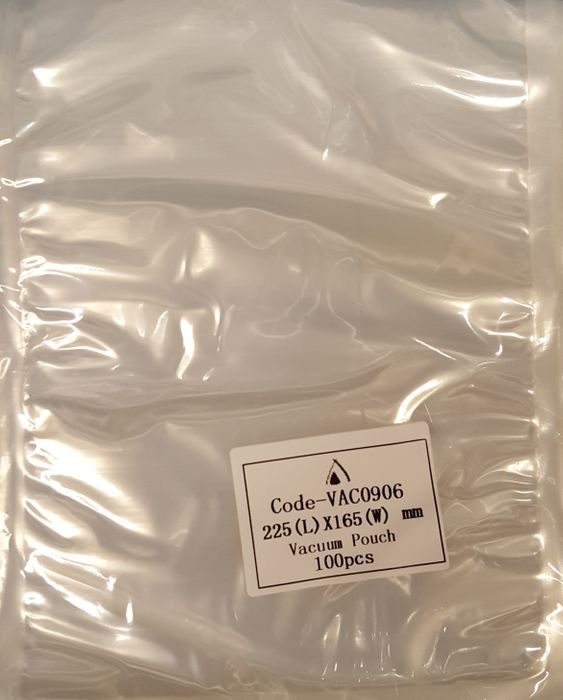 Code-VAC0906
225(L)X165(W) mm
Vacuum Pouch
100pcs